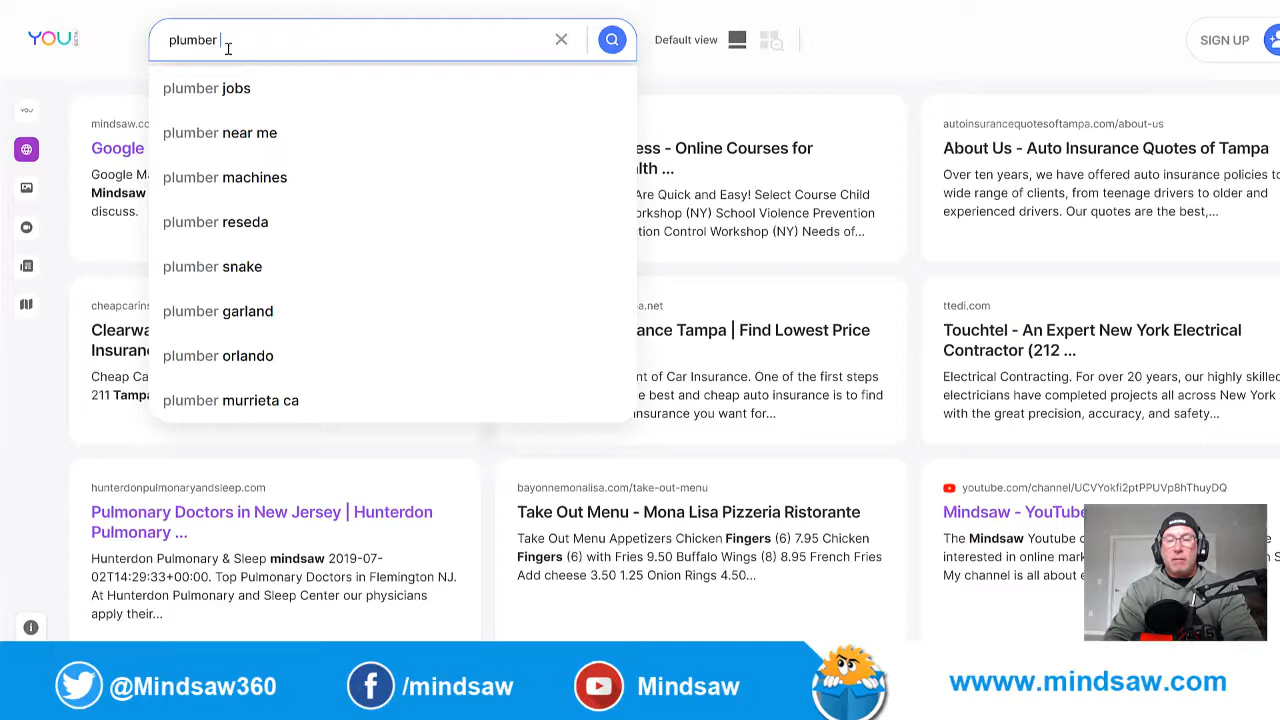 YOU BETA
plumber
Default view
SIGN UP
plumber jobs
plumber near me
plumber machines
plumber reseda
plumber snake
plumber garland
plumber orlando
plumber murrieta ca
YOU
mindsaw.co
Google
Google Ma
Mindsaw
discuss.
ess - Online Courses for
lth ...
Are Quick and Easy! Select Course Child
orkshop (NY) School Violence Prevention
ention Control Workshop (NY) Needs of...
autoinsurancequotesoftampa.com/about-us
About Us - Auto Insurance Quotes of Tampa
Over ten years, we have offered auto insurance policies to
wide range of clients, from teenage drivers to older and
experienced drivers. Our quotes are the best,...
cheapcarins
Clearwa
Insuranc
Cheap Ca
211 Tampa
a.net
ance Tampa | Find Lowest Price
nt of Car Insurance. One of the first steps
e best and cheap auto insurance is to find
insurance you want for...
ttedi.com
Touchtel - An Expert New York Electrical
Contractor (212 ...
Electrical Contracting. For over 20 years, our highly skilled
electricians have completed projects all across New York
with the great precision, accuracy, and safety...
hunterdonpulmonaryandsleep.com
Pulmonary Doctors in New Jersey | Hunterdon
Pulmonary ...
Hunterdon Pulmonary & Sleep mindsaw 2019-07-
02T14:29:33+00:00. Top Pulmonary Doctors in Flemington NJ.
At Hunterdon Pulmonary and Sleep Center our physicians
apply their...
bayonnemonalisa.com/take-out-menu
Take Out Menu - Mona Lisa Pizzeria Ristorante
Take Out Menu Appetizers Chicken Fingers (6) 7.95 Chicken
Fingers (6) with Fries 9.50 Buffalo Wings (8) 8.95 French Fries
Add cheese 3.50 1.25 Onion Rings 4.50...
youtube.com/channel/UCVYokfi2ptPPUVp8hThuyDQ
Mindsaw - YouTube
The Mindsaw Youtube c
interested in online mark
My channel is all about e
@Mindsaw360
/mindsaw
Mindsaw
www.mindsaw.com